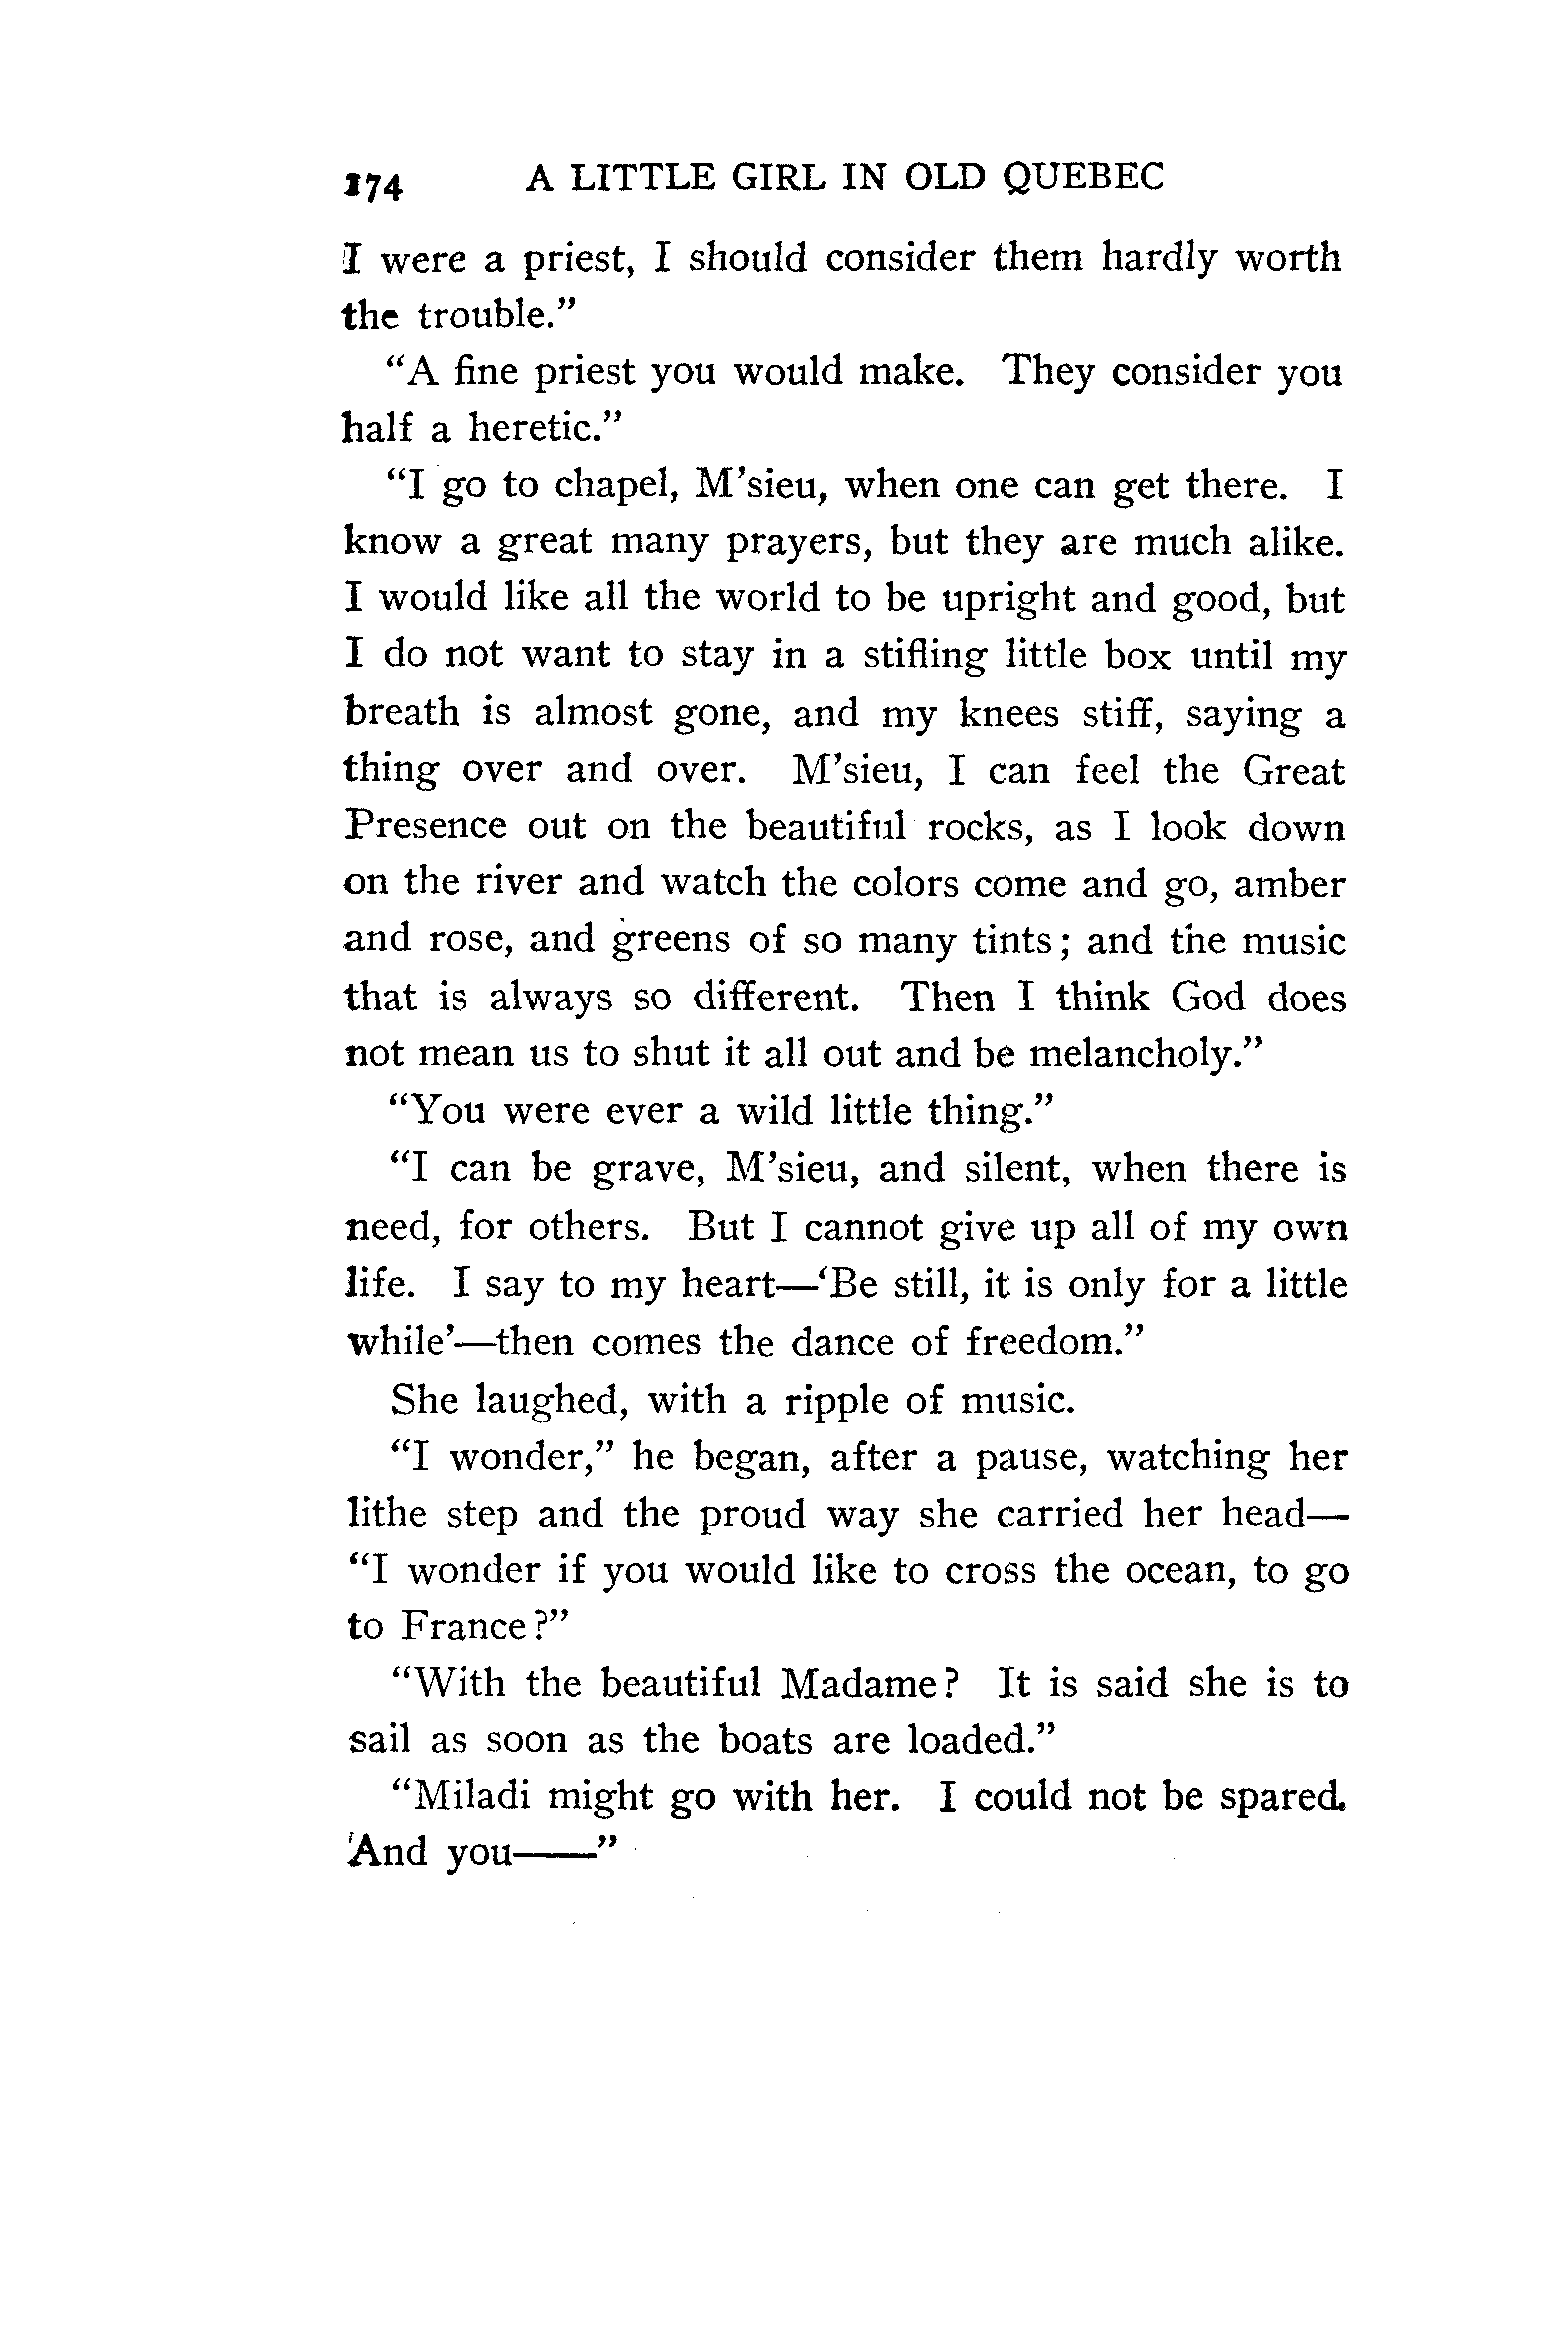 174 A LITTLE GIRL IN OLD QUEBEC
I were a priest, I should consider them hardly worth
the trouble.”
“A fine priest you would make. They consider you
half a heretic.”
“I go to chapel, M’sieu, when one can get there. I
know a great many prayers, but they are much alike.
I would like all the world to be upright and good, but
I do not want to stay in a stifling little box until my
breath is almost gone, and my knees stiff, saying a
thing over and over. M’sieu, I can feel the Great
Presence out on the beautiful rocks, as I look down
on the river and watch the colors come and go, amber
and rose, and greens of so many tints; and the music
that is always so different. Then I think God does
not mean us to shut it all out and be melancholy.”
“You were ever a wild little thing.”
“I can be grave, M’sieu, and silent, when there is
need, for others. But I cannot give up all of my own
life. I say to my heart—‘Be still, it is only for a little
while’—then comes the dance of freedom.”
She laughed, with a ripple of music.
“I wonder,” he began, after a pause, watching her
lithe step and the proud way she carried her head—
“I wonder if you would like to cross the ocean, to go
to France?”
“With the beautiful Madame? It is said she is to
sail as soon as the boats are loaded.”
“Miladi might go with her. I could not be spared.
And you——”